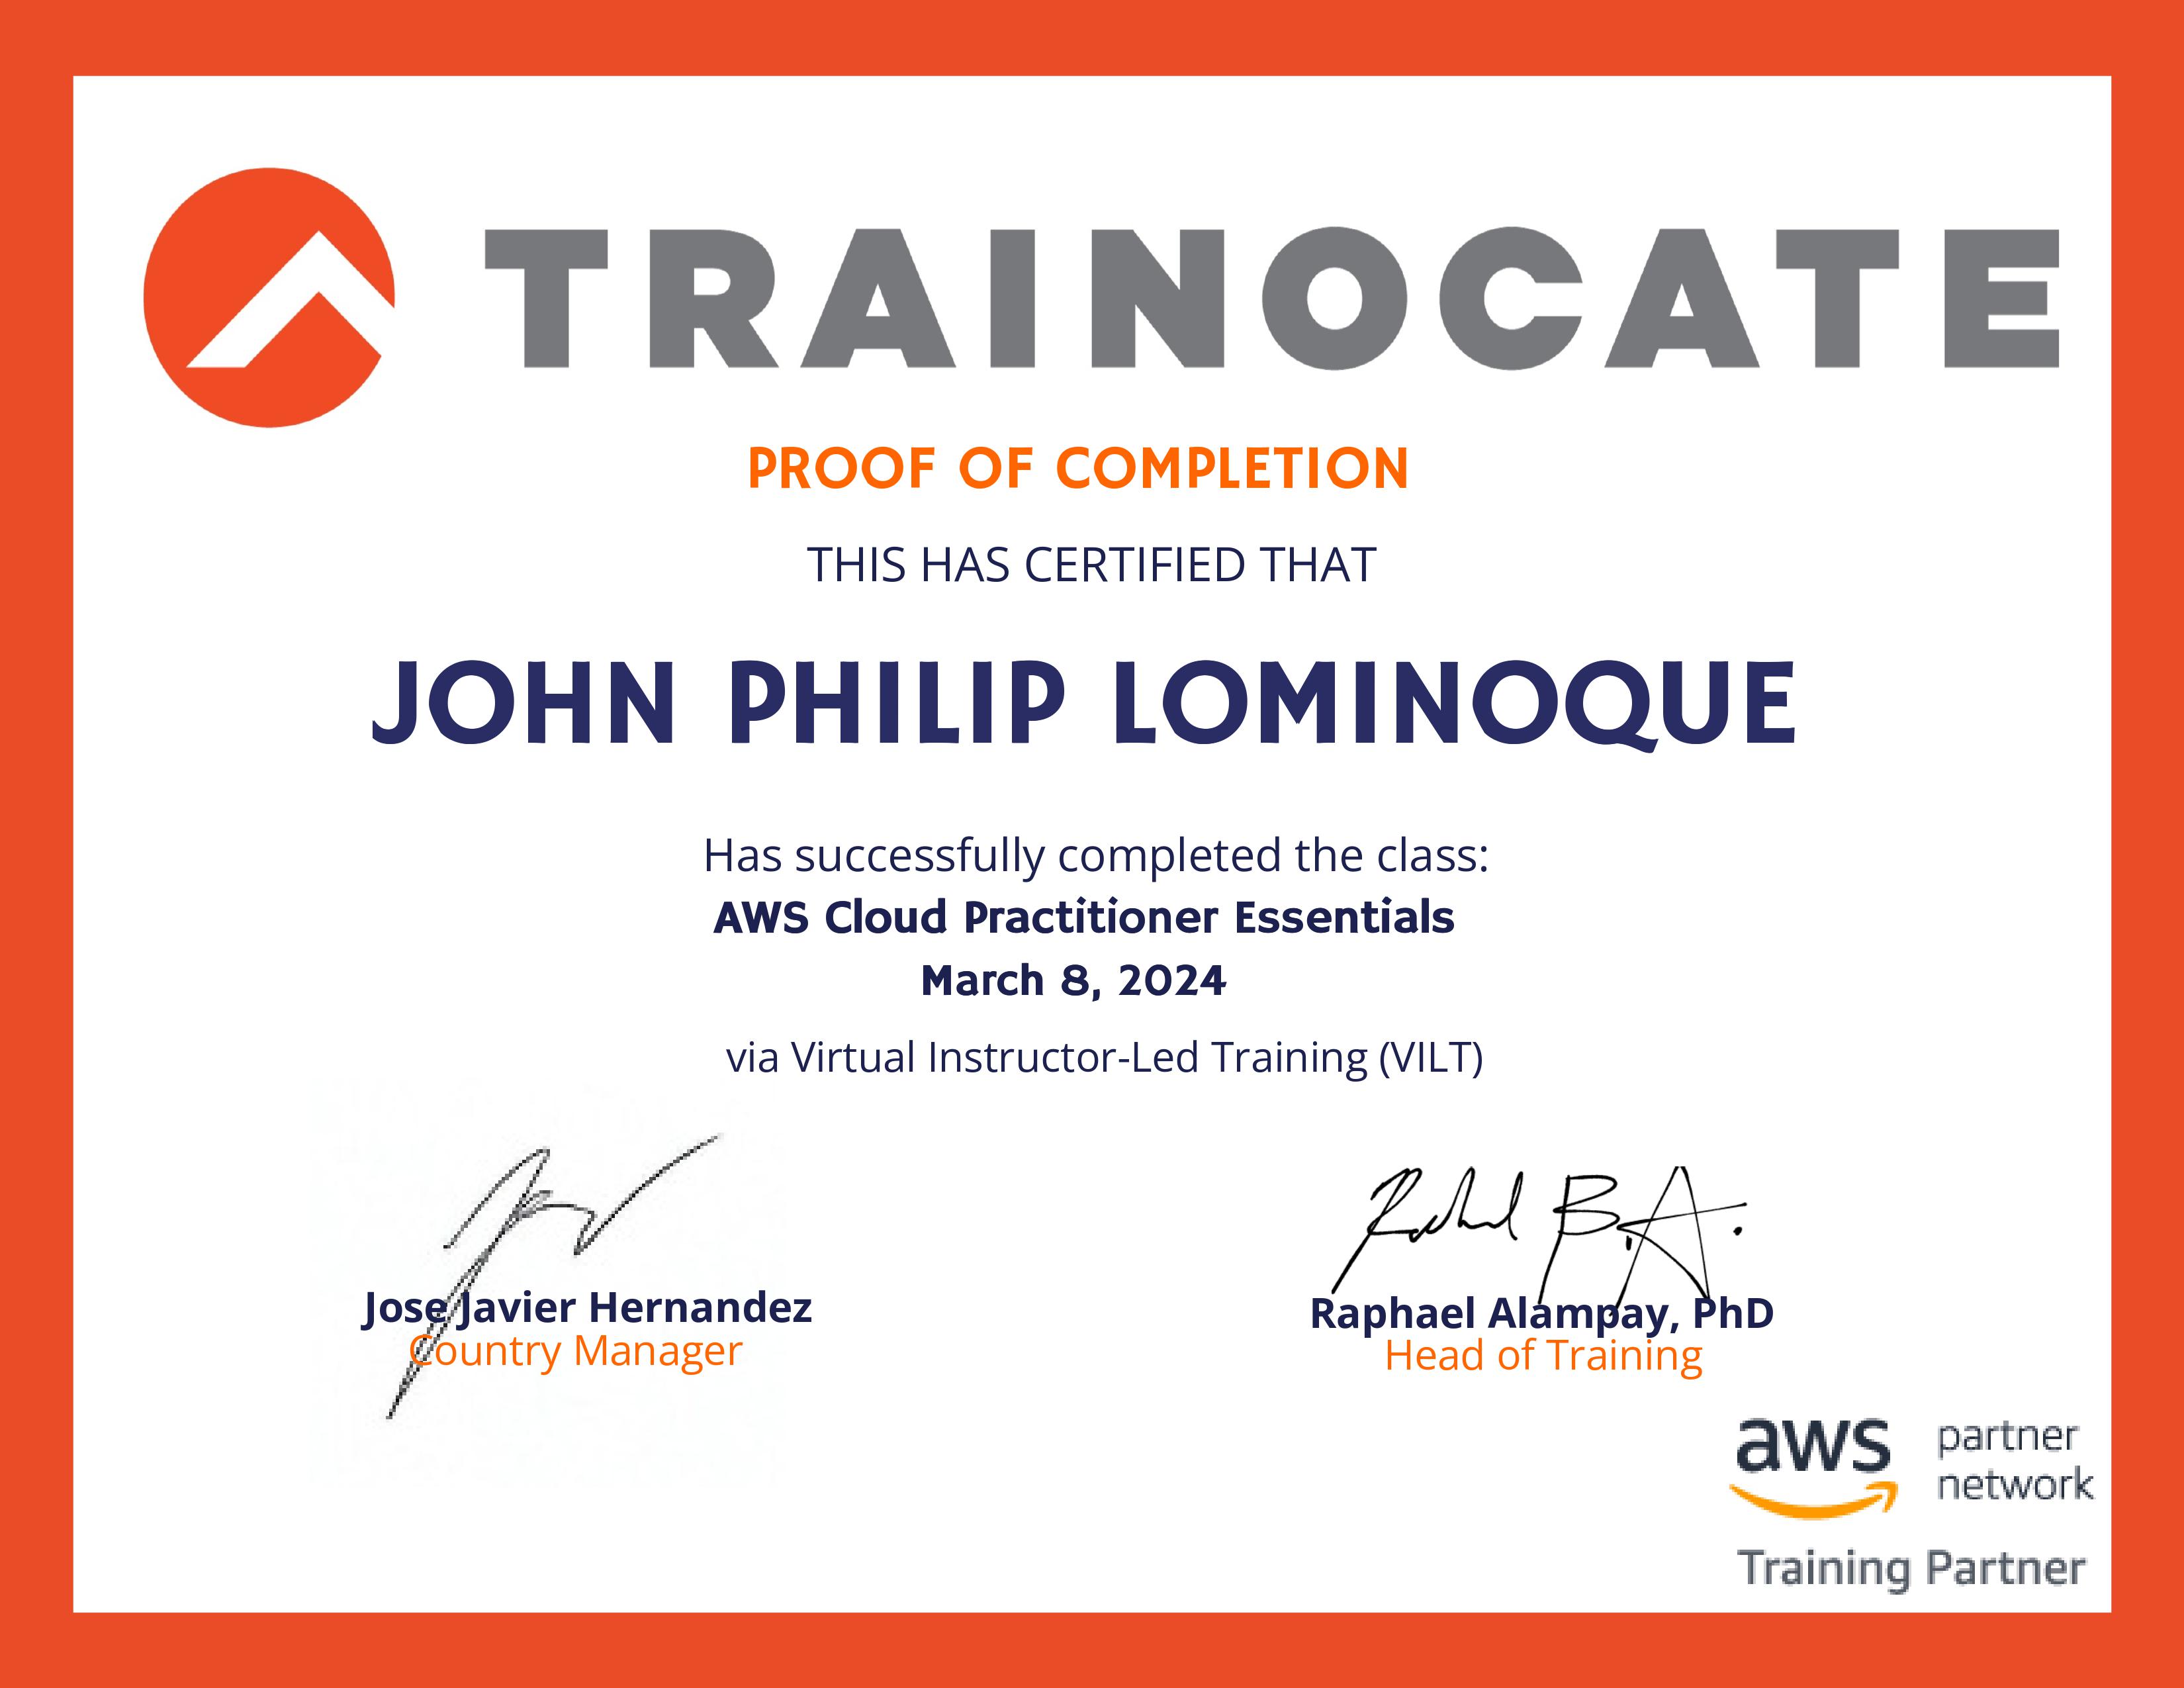 TRAINOCATE
PROOF OF COMPLETION
THIS HAS CERTIFIED THAT
JOHN PHILIP LOMINOQUE
Has successfully completed the class:
AWS Cloud Practitioner Essentials
March 8, 2024
via Virtual Instructor-Led Training (VILT)
Jose Javier Hernandez
Country Manager
Raphael Alampay, PhD
Head of Training
aws partner
network
Training Partner